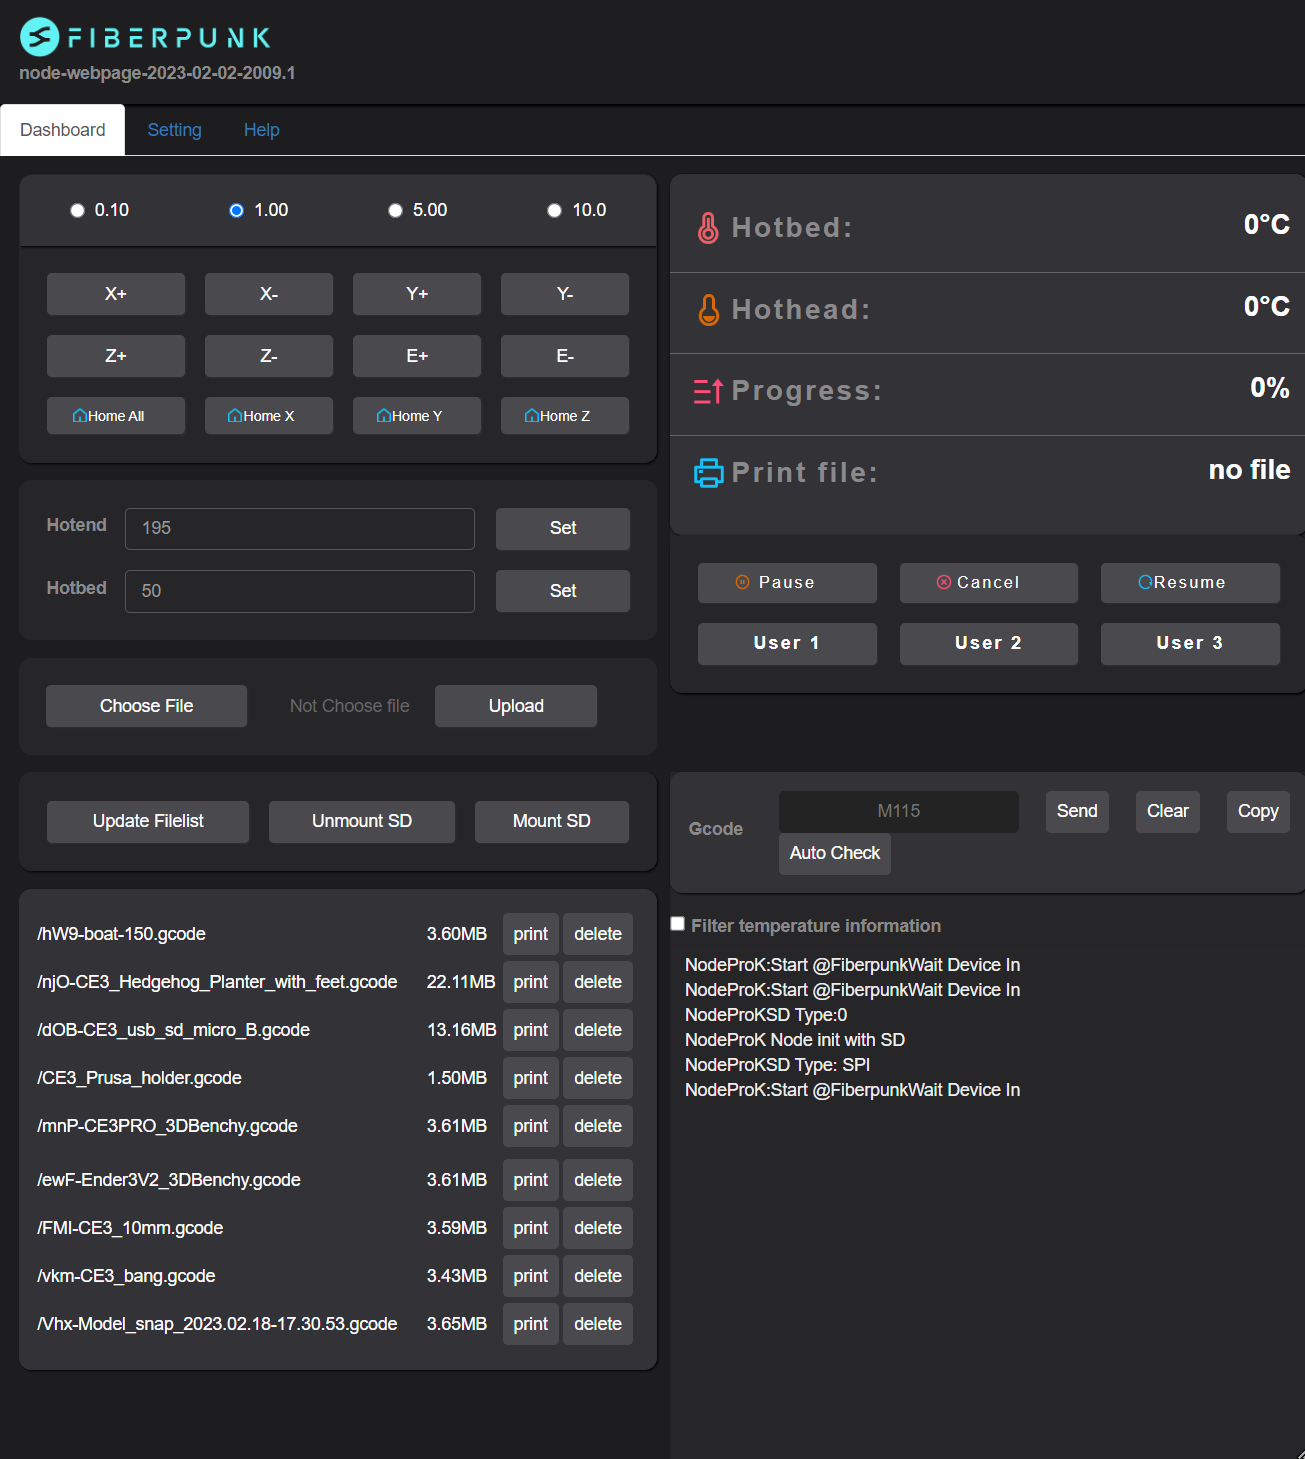 FIBERPUNK
node-webpage-2023-02-02-2009.1
Dashboard Setting Help
0.10 1.00 5.00 10.0
X+ X- Y+ Y-
Z+ Z- E+ E-
Home All Home X Home Y Home Z
Hotend 195 Set
Hotbed 50 Set
Choose File Not Choose file Upload
Update Filelist Unmount SD Mount SD
/hW9-boat-150.gcode 3.60MB print delete
/njO-CE3_Hedgehog_Planter_with_feet.gcode 22.11MB print delete
/dOB-CE3_usb_sd_micro_B.gcode 13.16MB print delete
/CE3_Prusa_holder.gcode 1.50MB print delete
/mnP-CE3PRO_3DBenchy.gcode 3.61MB print delete
/ewF-Ender3V2_3DBenchy.gcode 3.61MB print delete
/FMI-CE3_10mm.gcode 3.59MB print delete
/vkm-CE3_bang.gcode 3.43MB print delete
/Vhx-Model_snap_2023.02.18-17.30.53.gcode 3.65MB print delete
Hotbed: 0°C
Hothead: 0°C
Progress: 0%
Print file: no file
Pause Cancel Resume
User 1 User 2 User 3
Gcode M115 Send Clear Copy
Auto Check
Filter temperature information
NodeProK:Start @FiberpunkWait Device In
NodeProK:Start @FiberpunkWait Device In
NodeProKSD Type:0
NodeProK Node init with SD
NodeProKSD Type: SPI
NodeProK:Start @FiberpunkWait Device In